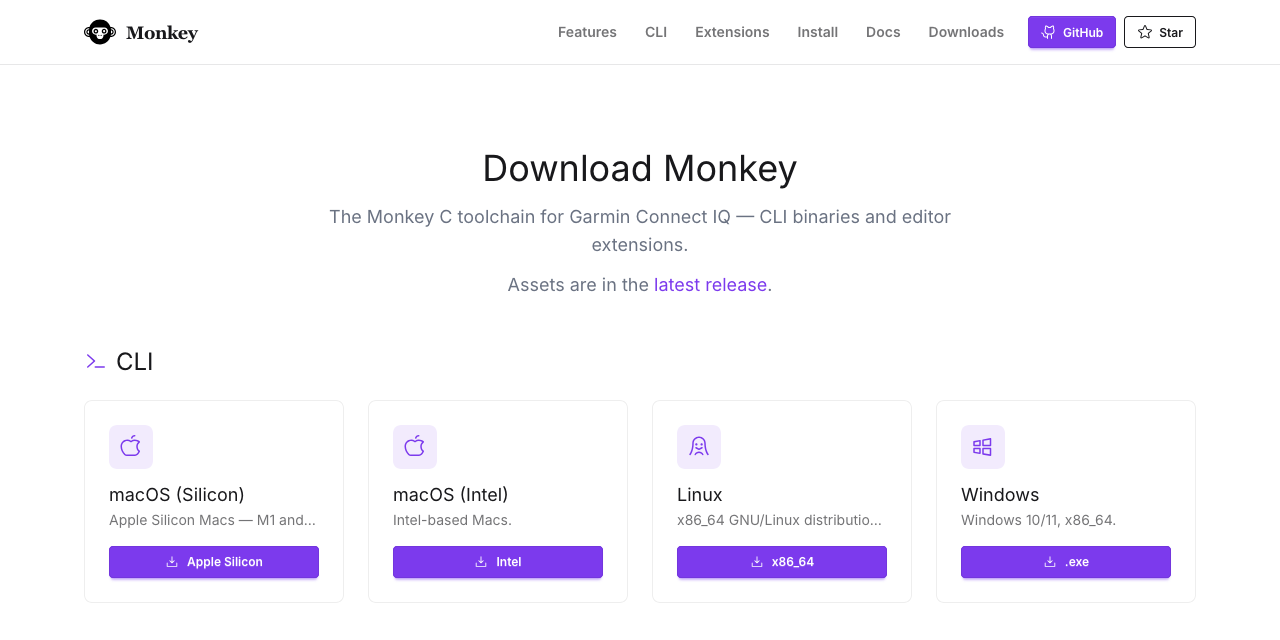 Monkey
Features CLI Extensions Install Docs Downloads GitHub Star
Download Monkey
The Monkey C toolchain for Garmin Connect IQ — CLI binaries and editor
extensions.
Assets are in the latest release.
CLI
macOS (Silicon)
Apple Silicon Macs — M1 and...
Apple Silicon
macOS (Intel)
Intel-based Macs.
Intel
Linux
x86_64 GNU/Linux distributio...
x86_64
Windows
Windows 10/11, x86_64.
.exe